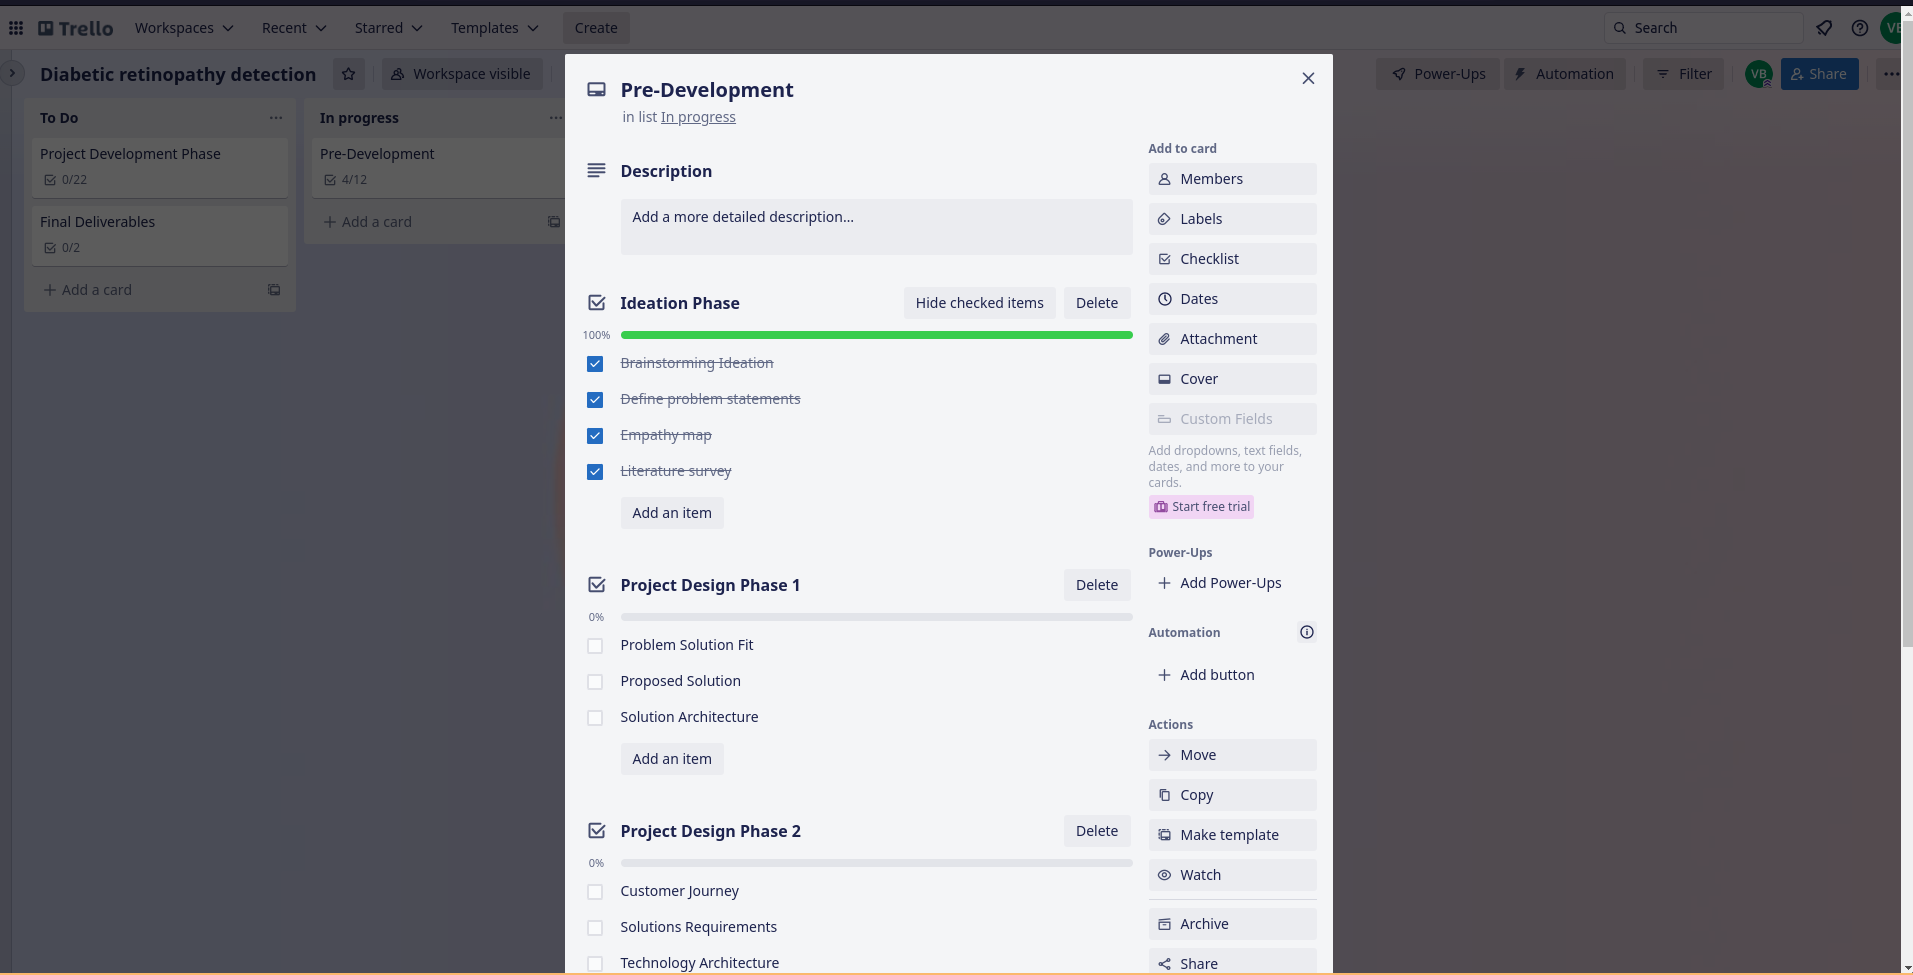 Trello
Workspaces
Recent
Starred
Templates
Create
Search
Diabetic retinopathy detection
Workspace visible
Power-Ups
Automation
Filter
VB
Share
To Do
Project Development Phase
0/22
Final Deliverables
0/2
Add a card
In progress
Pre-Development
4/12
Add a card
Pre-Development
in list In progress
Description
Add a more detailed description...
Ideation Phase
Hide checked items
Delete
100%
Brainstorming Ideation
Define problem statements
Empathy map
Literature survey
Add an item
Project Design Phase 1
Delete
0%
Problem Solution Fit
Proposed Solution
Solution Architecture
Add an item
Project Design Phase 2
Delete
0%
Customer Journey
Solutions Requirements
Technology Architecture
Add to card
Members
Labels
Checklist
Dates
Attachment
Cover
Custom Fields
Add dropdowns, text fields,
dates, and more to your
cards.
Start free trial
Power-Ups
Add Power-Ups
Automation
Add button
Actions
Move
Copy
Make template
Watch
Archive
Share